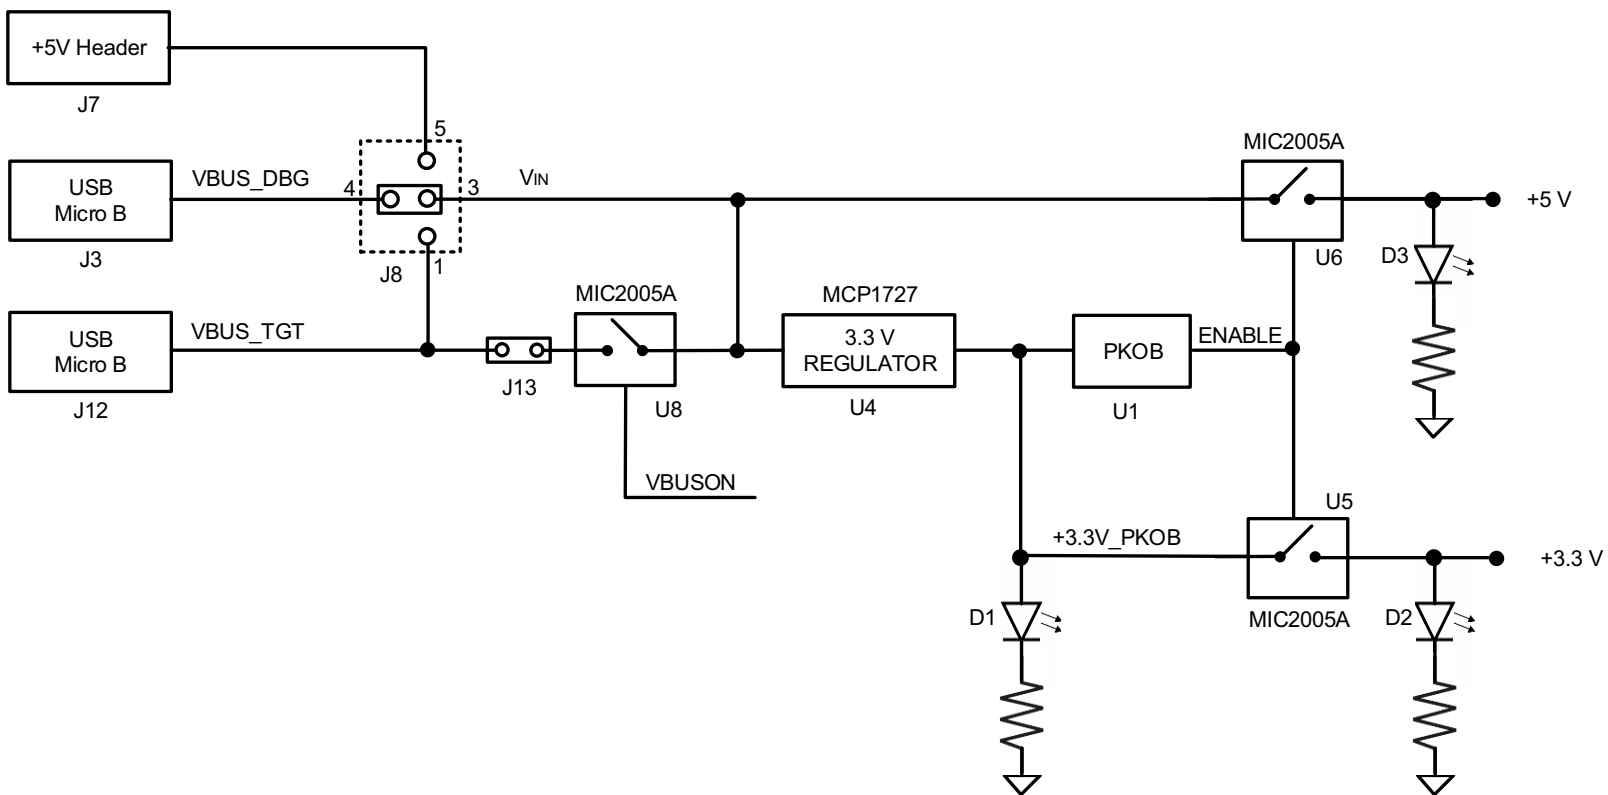 +5V Header
J7
5
MIC2005A
USB
Micro B
VBUS_DBG
4
3
VIN
+5 V
J3
J8
1
U6
D3
MIC2005A
MCP1727
USB
Micro B
VBUS_TGT
3.3 V
REGULATOR
PKOB
ENABLE
J12
J13
U8
U4
U1
VBUSON
U5
+3.3V_PKOB
+3.3 V
D1
MIC2005A
D2